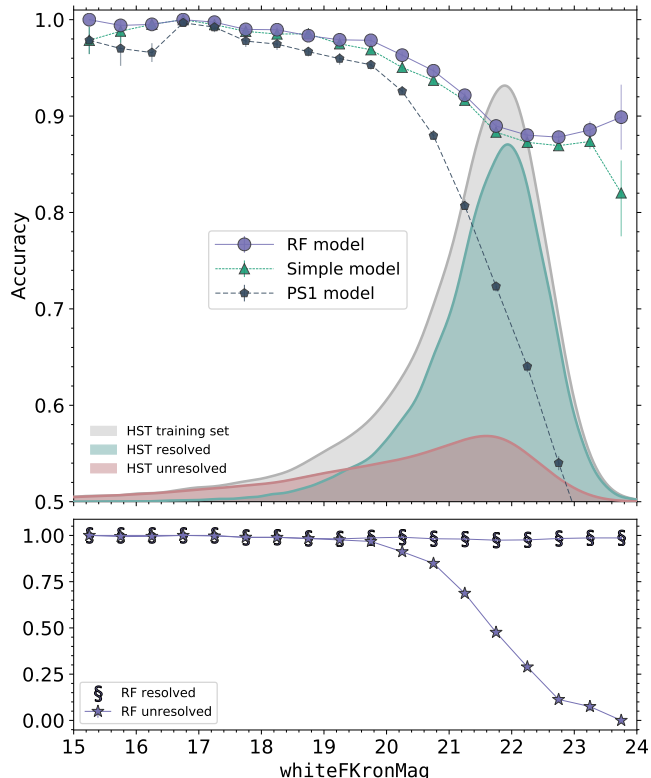 1.0
0.9
0.8
0.7
0.6
0.5
Accuracy
RF model
Simple model
PS1 model
HST training set
HST resolved
HST unresolved
1.00
0.75
0.50
0.25
0.00
RF resolved
RF unresolved
15 16 17 18 19 20 21 22 23 24
whiteFKronMag